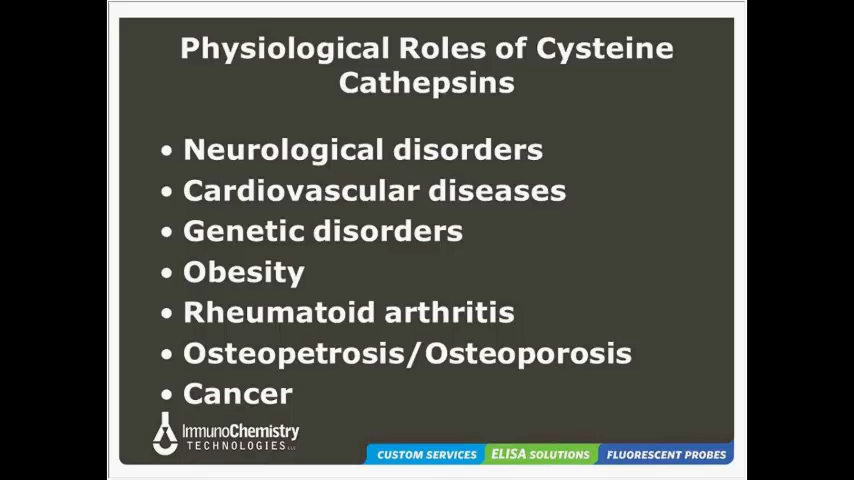 Physiological Roles of Cysteine
Cathepsins
• Neurological disorders
• Cardiovascular diseases
• Genetic disorders
• Obesity
• Rheumatoid arthritis
• Osteopetrosis/Osteoporosis
• Cancer
ImmunoChemistry
TECHNOLOGIES LLC
CUSTOM SERVICES ELISA SOLUTIONS FLUORESCENT PROBES